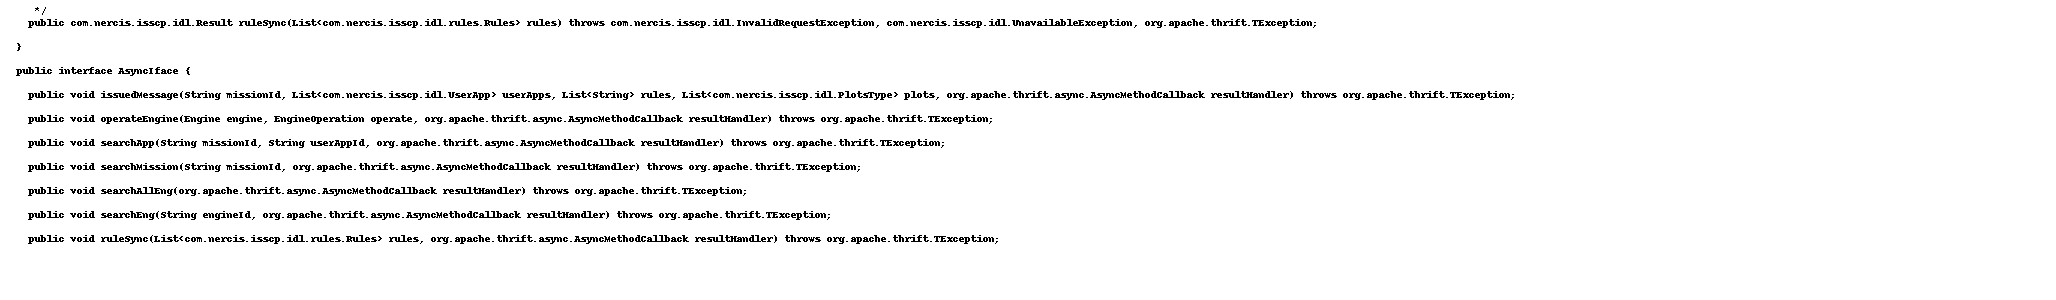 */
public com.nercis.isscp.idl.Result ruleSync(List<com.nercis.isscp.idl.rules.Rules> rules) throws com.nercis.isscp.idl.InvalidRequestException, com.nercis.isscp.idl.UnavailableException, org.apache.thrift.TException;
}
public interface AsyncIface {
public void issuedMessage(String missionId, List<com.nercis.isscp.idl.UserApp> userApps, List<String> rules, List<com.nercis.isscp.idl.PlotsType> plots, org.apache.thrift.async.AsyncMethodCallback resultHandler) throws org.apache.thrift.TException;
public void operateEngine(Engine engine, EngineOperation operate, org.apache.thrift.async.AsyncMethodCallback resultHandler) throws org.apache.thrift.TException;
public void searchApp(String missionId, String userAppId, org.apache.thrift.async.AsyncMethodCallback resultHandler) throws org.apache.thrift.TException;
public void searchMission(String missionId, org.apache.thrift.async.AsyncMethodCallback resultHandler) throws org.apache.thrift.TException;
public void searchAllEng(org.apache.thrift.async.AsyncMethodCallback resultHandler) throws org.apache.thrift.TException;
public void searchEng(String engineId, org.apache.thrift.async.AsyncMethodCallback resultHandler) throws org.apache.thrift.TException;
public void ruleSync(List<com.nercis.isscp.idl.rules.Rules> rules, org.apache.thrift.async.AsyncMethodCallback resultHandler) throws org.apache.thrift.TException;